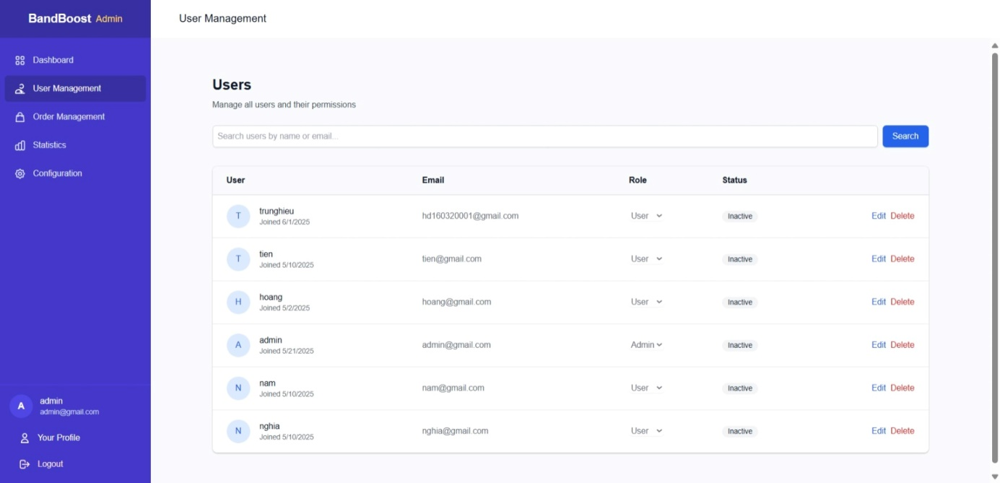 BandBoost Admin
User Management
Dashboard
User Management
Order Management
Statistics
Configuration
A
admin
admin@gmail.com
Your Profile
Logout
Users
Manage all users and their permissions
Search users by name or email...
Search
User Email Role Status
T trunghieu hd160320001@gmail.com User Inactive Edit Delete
Joined 6/1/2025
T tien tien@gmail.com User Inactive Edit Delete
Joined 5/10/2025
H hoang hoang@gmail.com User Inactive Edit Delete
Joined 5/2/2025
A admin admin@gmail.com Admin Inactive Edit Delete
Joined 5/21/2025
N nam nam@gmail.com User Inactive Edit Delete
Joined 5/10/2025
N nghia nghia@gmail.com User Inactive Edit Delete
Joined 5/10/2025